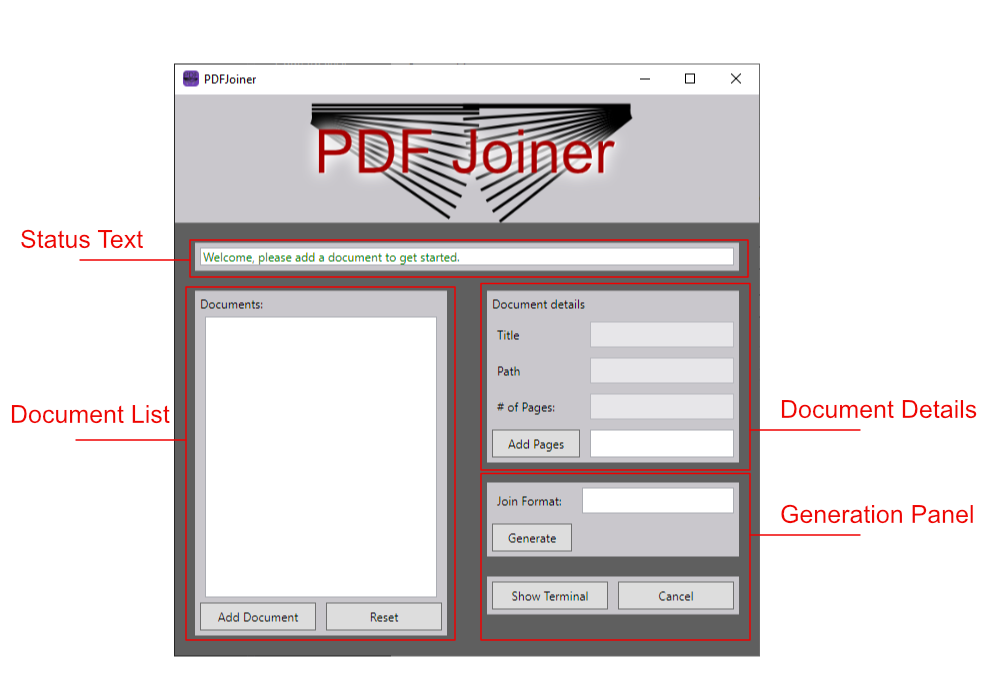 PDFJoiner
PDF Joiner
Status Text
Welcome, please add a document to get started.
Documents:
Document details
Title
Path
# of Pages:
Document List
Document Details
Add Pages
Join Format:
Generation Panel
Generate
Show Terminal
Cancel
Add Document
Reset